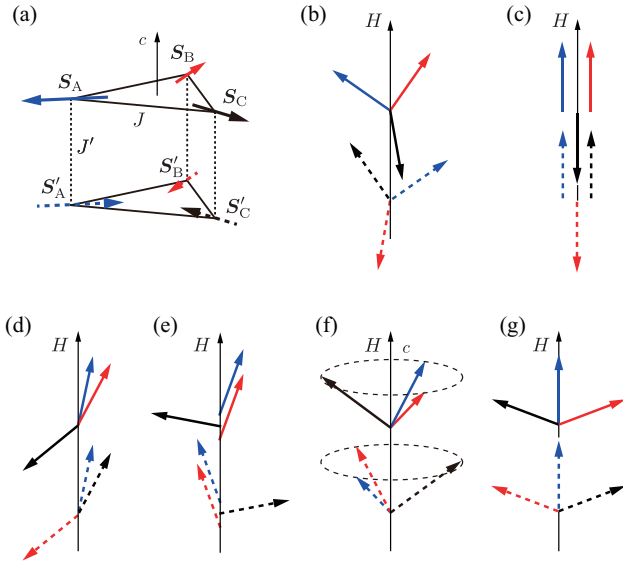 (a)
c
S_B
S_A
S_C
J
J'
S'_A
S'_B
S'_C
(b)
H
(c)
H
(d)
H
(e)
H
(f)
H
c
(g)
H